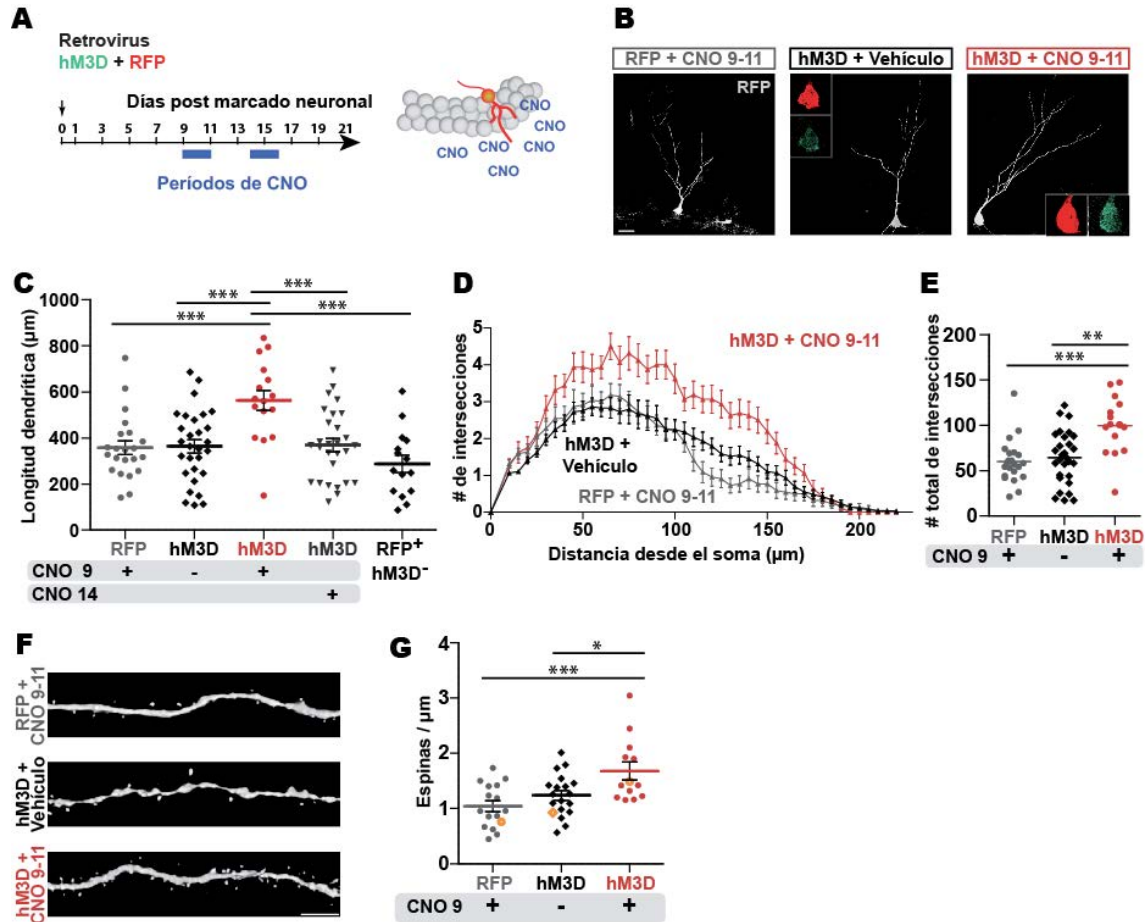 A
Retrovirus
hM3D + RFP
Días post marcado neuronal
0 1 3 5 7 9 11 13 15 17 19 21
Períodos de CNO
CNO
CNO
CNO
CNO
CNO
CNO
B
RFP + CNO 9-11
hM3D + Vehículo
hM3D + CNO 9-11
RFP
C
Longitud dendrítica (µm)
1000
800
600
400
200
0
***
***
***
***
RFP
hM3D
hM3D
hM3D
RFP+
hM3D-
CNO 9 + - +
CNO 14 +
D
# de intersecciones
5
4
3
2
1
0
hM3D + CNO 9-11
hM3D +
Vehículo
RFP + CNO 9-11
0 50 100 150 200
Distancia desde el soma (µm)
E
# total de intersecciones
200
150
100
50
0
**
***
RFP hM3D hM3D
CNO 9 + - +
F
RFP +
CNO 9-11
hM3D +
Vehículo
hM3D +
CNO 9-11
G
Espinas / µm
4
3
2
1
0
*
***
RFP hM3D hM3D
CNO 9 + - +